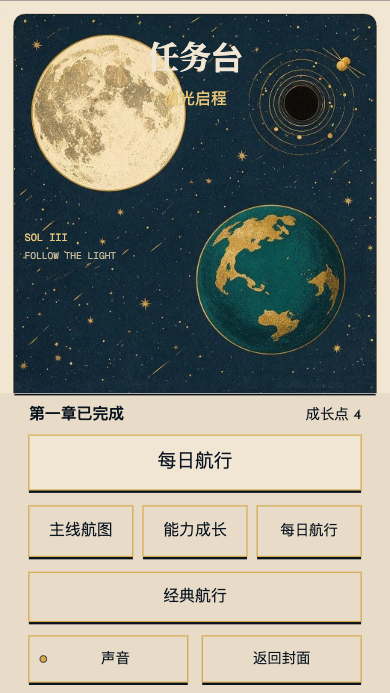 任务台
追光启程
SOL III
FOLLOW THE LIGHT
第一章已完成
成长点 4
每日航行
主线航图
能力成长
每日航行
经典航行
声音
返回封面